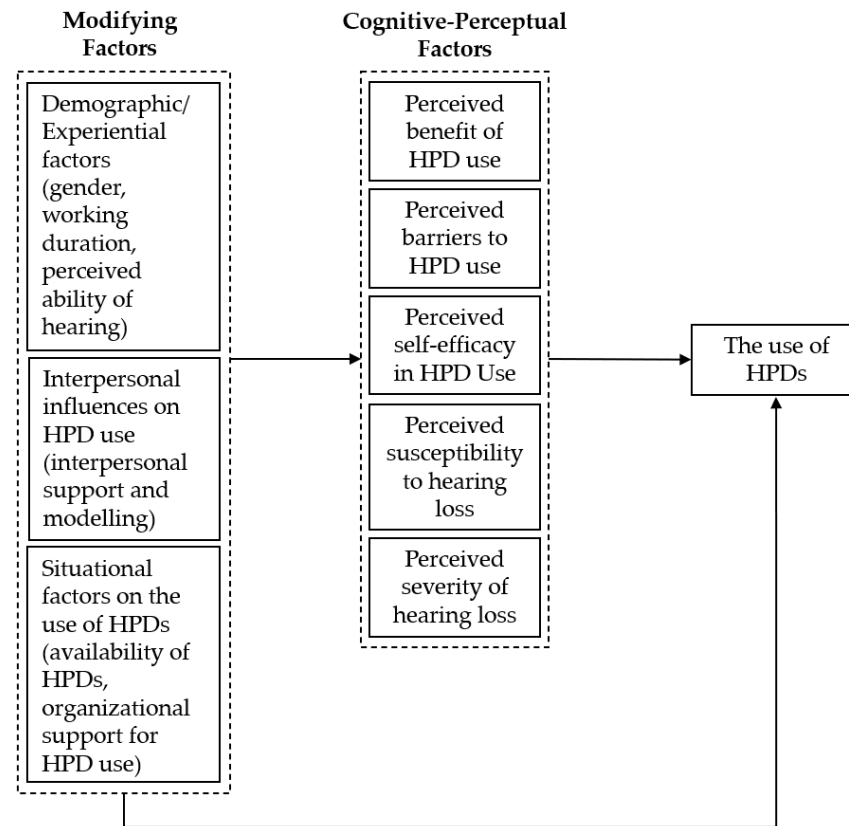 Modifying
Factors
Demographic/
Experiential
factors
(gender,
working
duration,
perceived
ability of
hearing)
Interpersonal
influences on
HPD use
(interpersonal
support and
modelling)
Situational
factors on the
use of HPDs
(availability of
HPDs,
organizational
support for
HPD use)
Cognitive-Perceptual
Factors
Perceived
benefit of
HPD use
Perceived
barriers to
HPD use
Perceived
self-efficacy
in HPD Use
Perceived
susceptibility
to hearing
loss
Perceived
severity of
hearing loss
The use of
HPDs